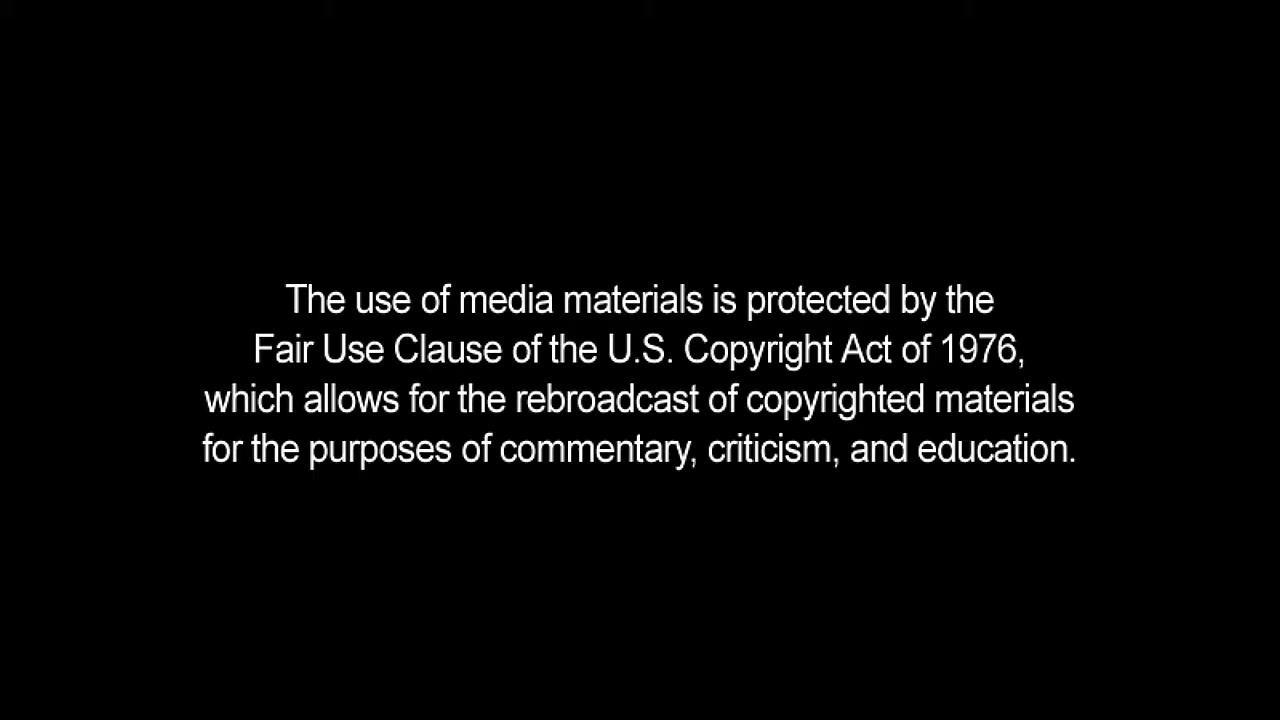 The use of media materials is protected by the
Fair Use Clause of the U.S. Copyright Act of 1976,
which allows for the rebroadcast of copyrighted materials
for the purposes of commentary, criticism, and education.